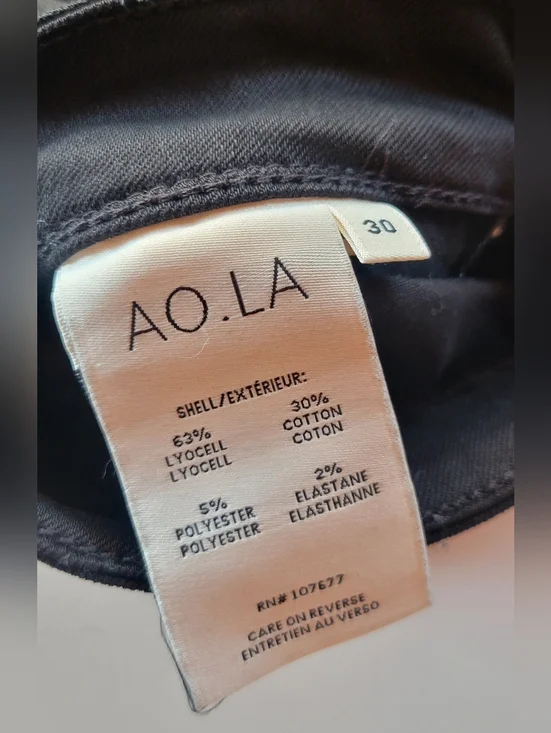 30
AO.LA
SHELL/EXTÉRIEUR:
63%
LYOCELL
LYOCELL
30%
COTTON
COTON
5%
POLYESTER
POLYESTER
2%
ELASTANE
ELASTHANNE
RN# 107677
CARE ON REVERSE
ENTRETIEN AU VERSO